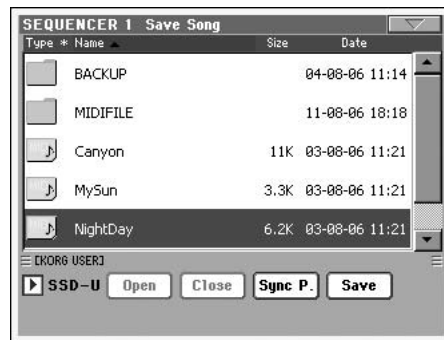 SEQUENCER 1 Save Song
Type * Name Size Date
BACKUP 04-08-06 11:14
MIDIFILE 11-08-06 18:18
Canyon 11K 03-08-06 11:21
MySun 3.3K 03-08-06 11:21
NightDay 6.2K 03-08-06 11:21
[KORG USER]
SSD-U Open Close Sync P. Save